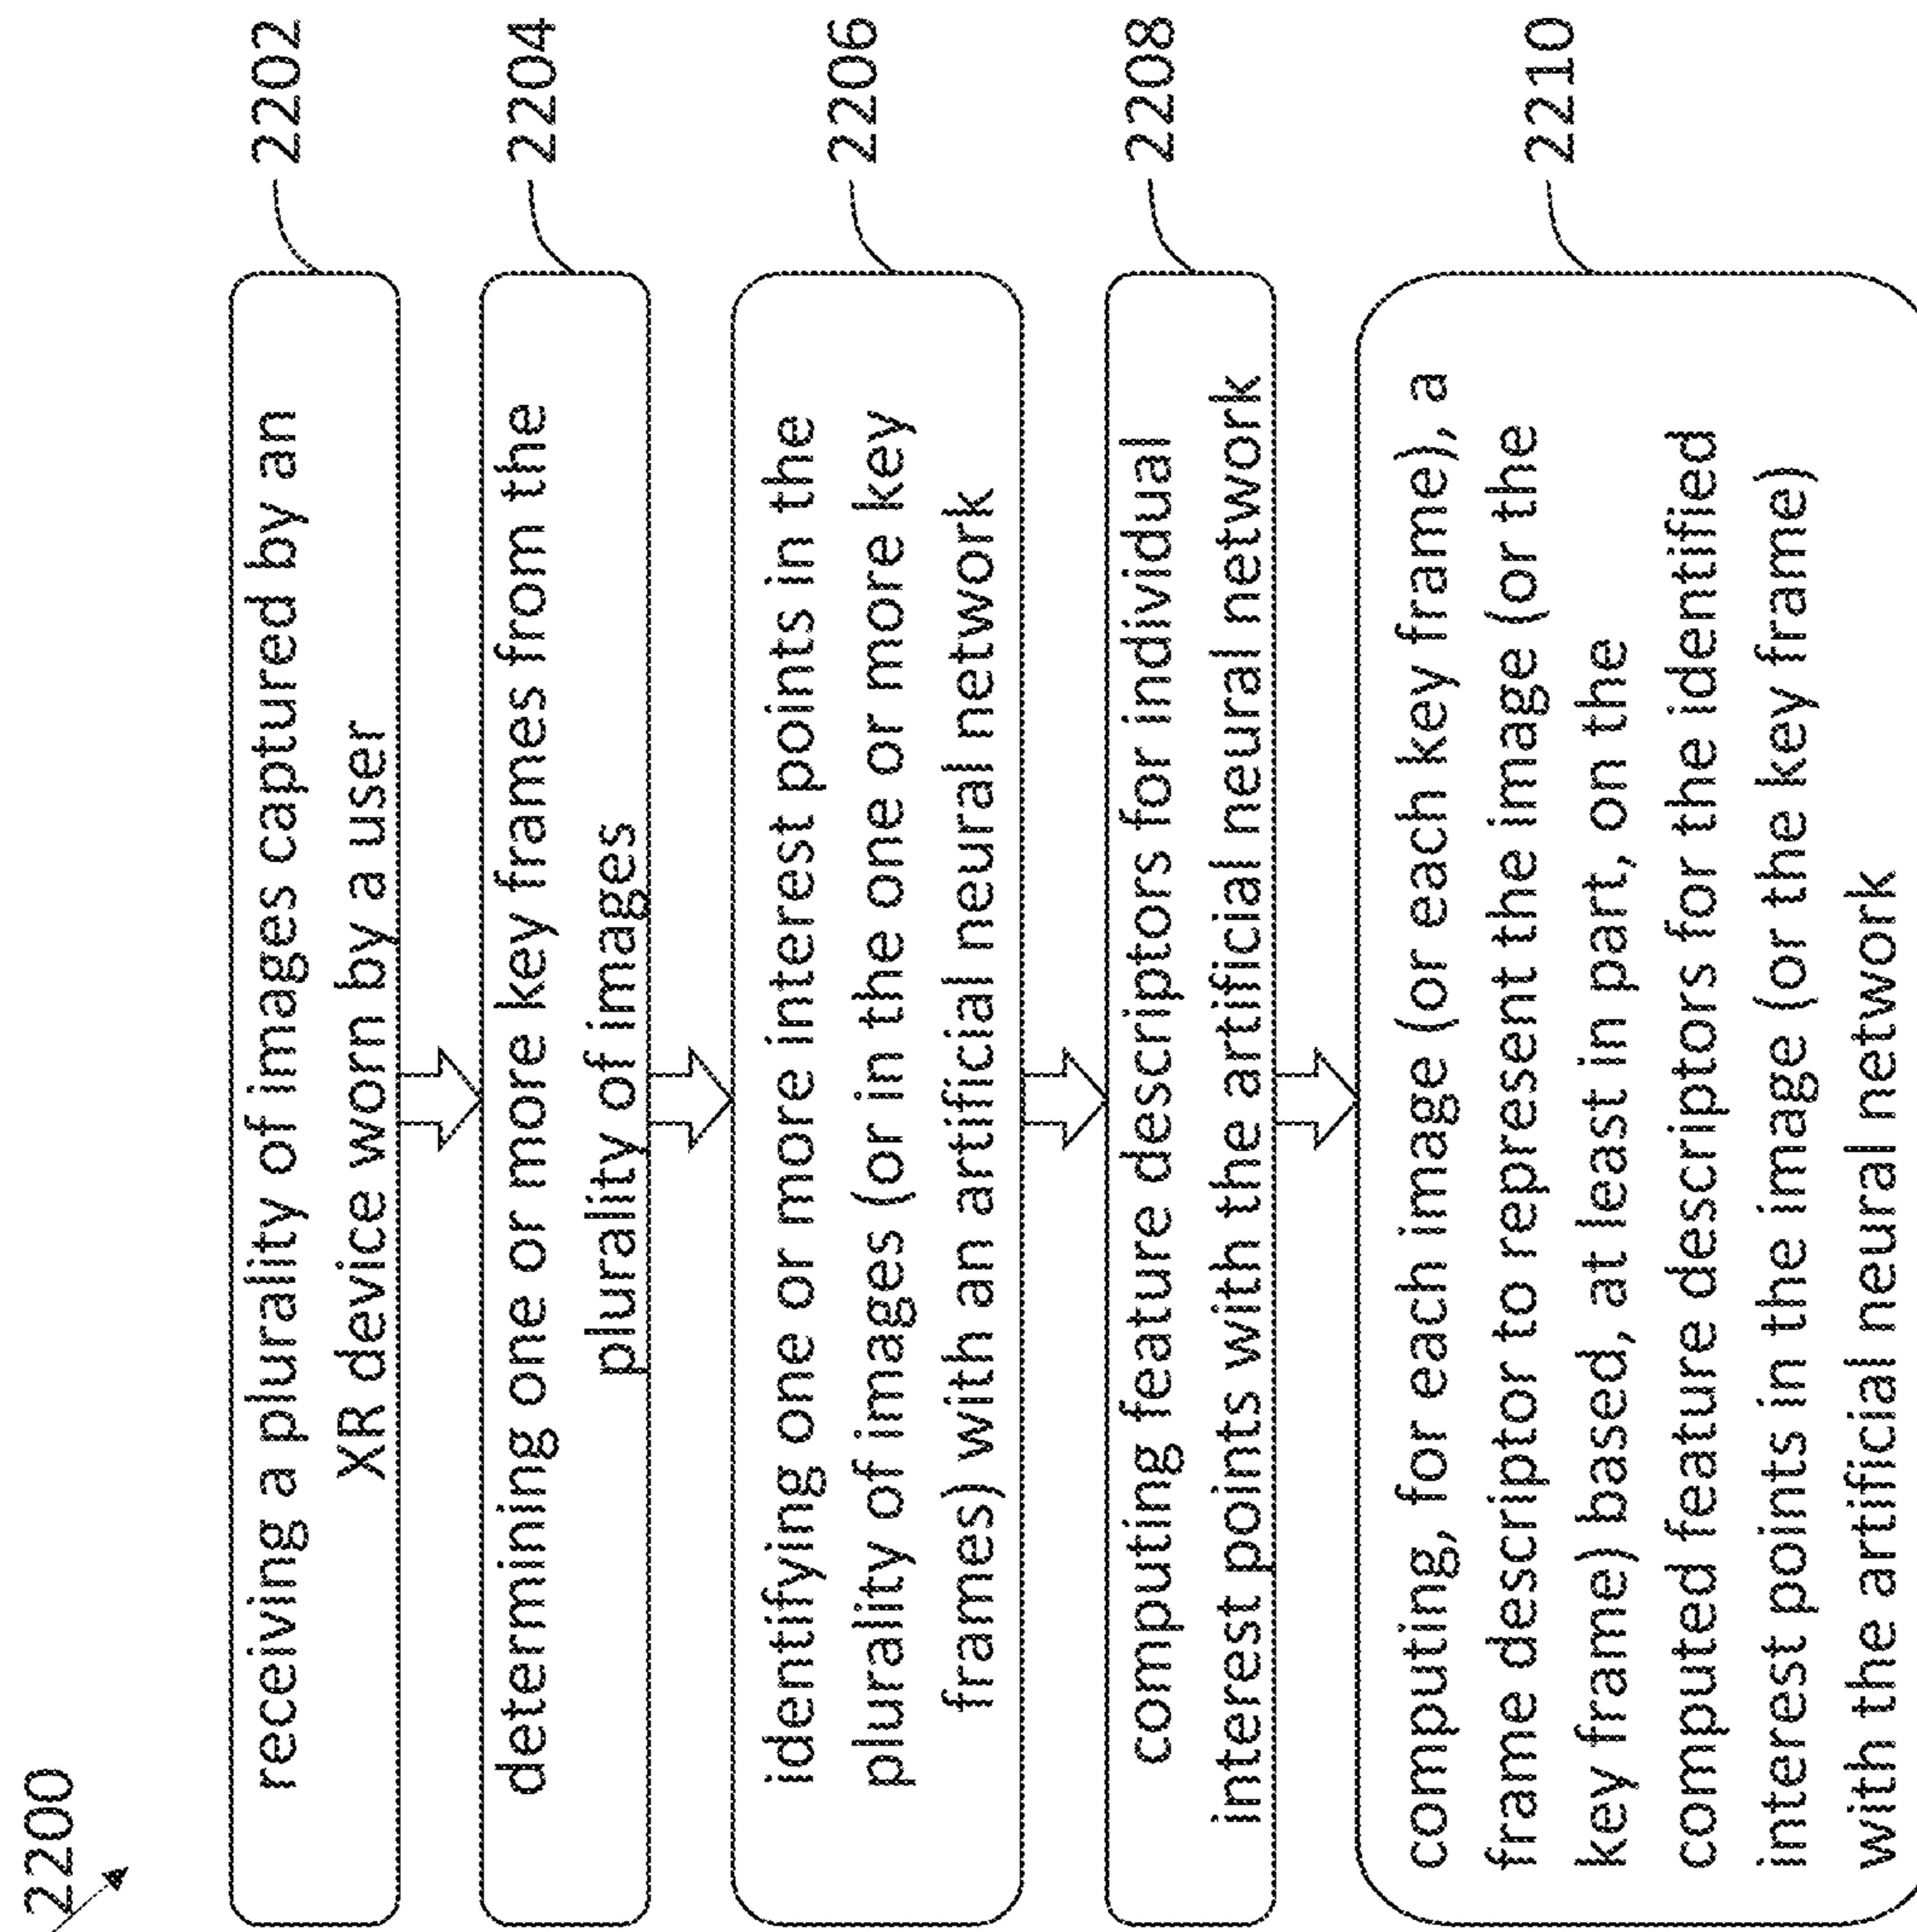 2200
receiving a plurality of images captured by an
XR device worn by a user
2202
determining one or more key frames from the
plurality of images
2204
identifying one or more interest points in the
plurality of images (or in the one or more key
frames) with an artificial neural network
2206
computing feature descriptors for individual
interest points with the artificial neural network
2208
computing, for each image (or each key frame), a
frame descriptor to represent the image (or the
key frame) based, at least in part, on the
computed feature descriptors for the identified
interest points in the image (or the key frame)
with the artificial neural network
2210